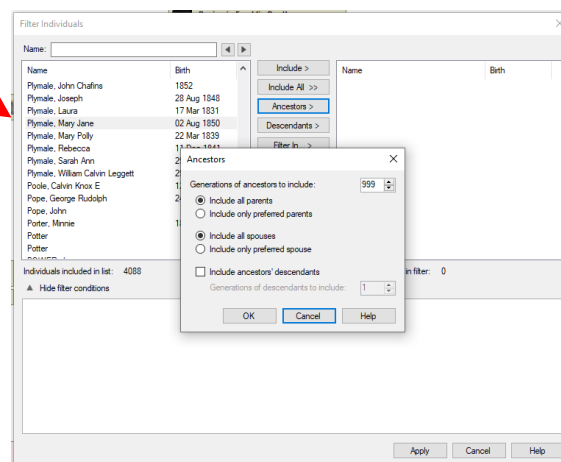 Filter Individuals
Name:
Name Birth
Plymale, John Chafins 1852
Plymale, Joseph 28 Aug 1848
Plymale, Laura 17 Mar 1831
Plymale, Mary Jane 02 Aug 1850
Plymale, Mary Polly 22 Mar 1839
Plymale, Rebecca
Plymale, Sarah Ann
Plymale, William Calvin Leggett
Poole, Calvin Knox E
Pope, George Rudolph
Pope, John
Porter, Minnie
Potter
Potter
Include >
Include All >>
Ancestors >
Descendants >
Filter In... >
Name Birth
Ancestors
Generations of ancestors to include: 999
Include all parents
Include only preferred parents
Include all spouses
Include only preferred spouse
Include ancestors' descendants
Generations of descendants to include: 1
OK Cancel Help
Individuals included in list: 4088
in filter: 0
Hide filter conditions
Apply Cancel Help